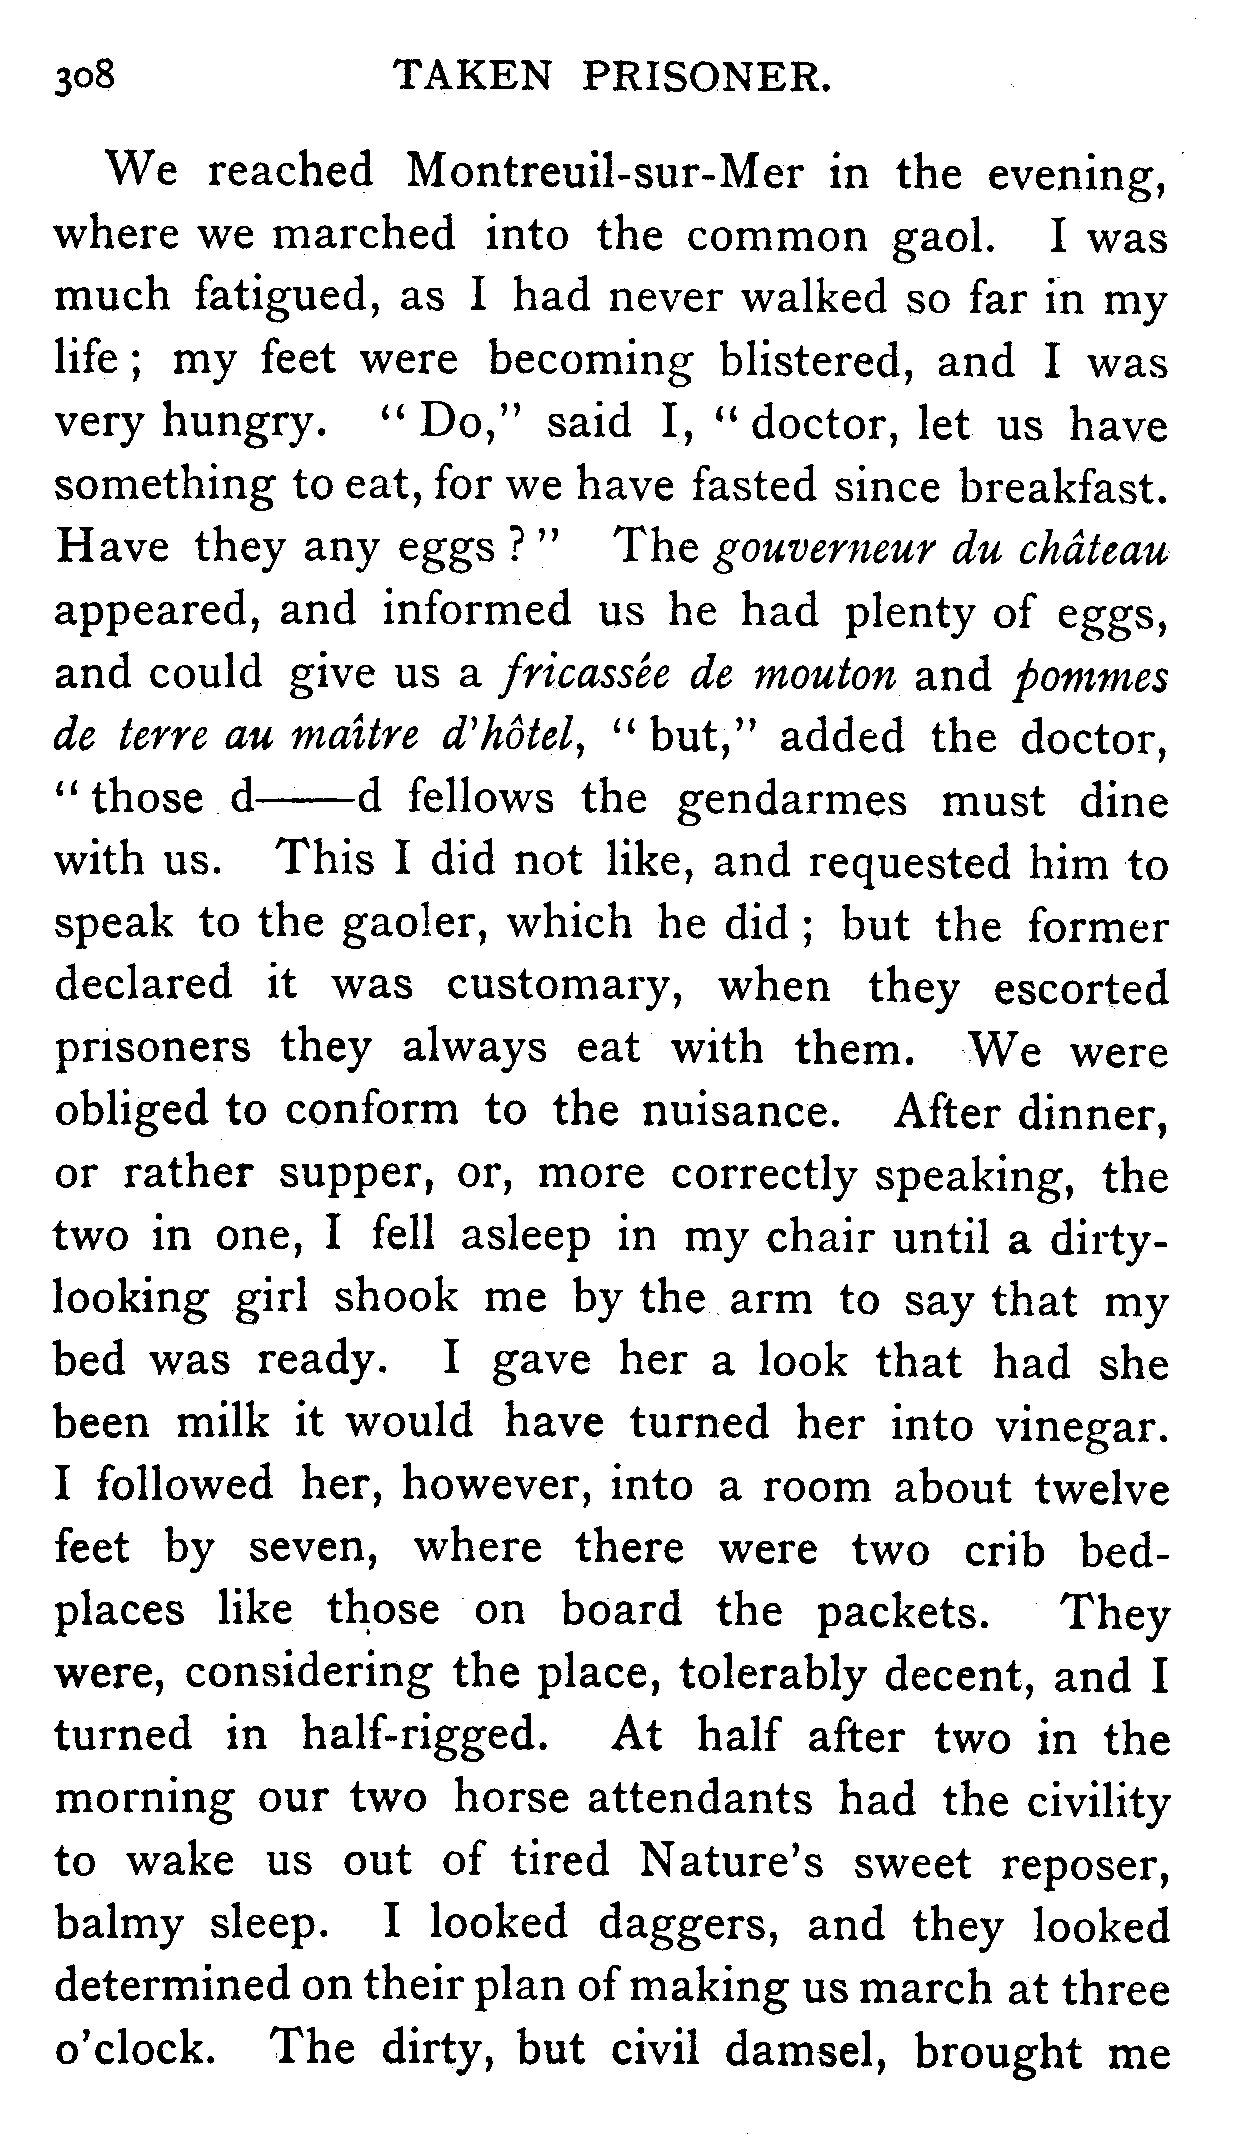 308 TAKEN PRISONER.
We reached Montreuil-sur-Mer in the evening,
where we marched into the common gaol. I was
much fatigued, as I had never walked so far in my
life ; my feet were becoming blistered, and I was
very hungry. “ Do,” said I, “ doctor, let us have
something to eat, for we have fasted since breakfast.
Have they any eggs ? ” The gouverneur du château
appeared, and informed us he had plenty of eggs,
and could give us a fricassée de mouton and pommes
de terre au maître d'hôtel, “ but,” added the doctor,
“ those d——d fellows the gendarmes must dine
with us. This I did not like, and requested him to
speak to the gaoler, which he did ; but the former
declared it was customary, when they escorted
prisoners they always eat with them. We were
obliged to conform to the nuisance. After dinner,
or rather supper, or, more correctly speaking, the
two in one, I fell asleep in my chair until a dirty-
looking girl shook me by the arm to say that my
bed was ready. I gave her a look that had she
been milk it would have turned her into vinegar.
I followed her, however, into a room about twelve
feet by seven, where there were two crib bed-
places like those on board the packets. They
were, considering the place, tolerably decent, and I
turned in half-rigged. At half after two in the
morning our two horse attendants had the civility
to wake us out of tired Nature's sweet reposer,
balmy sleep. I looked daggers, and they looked
determined on their plan of making us march at three
o'clock. The dirty, but civil damsel, brought me